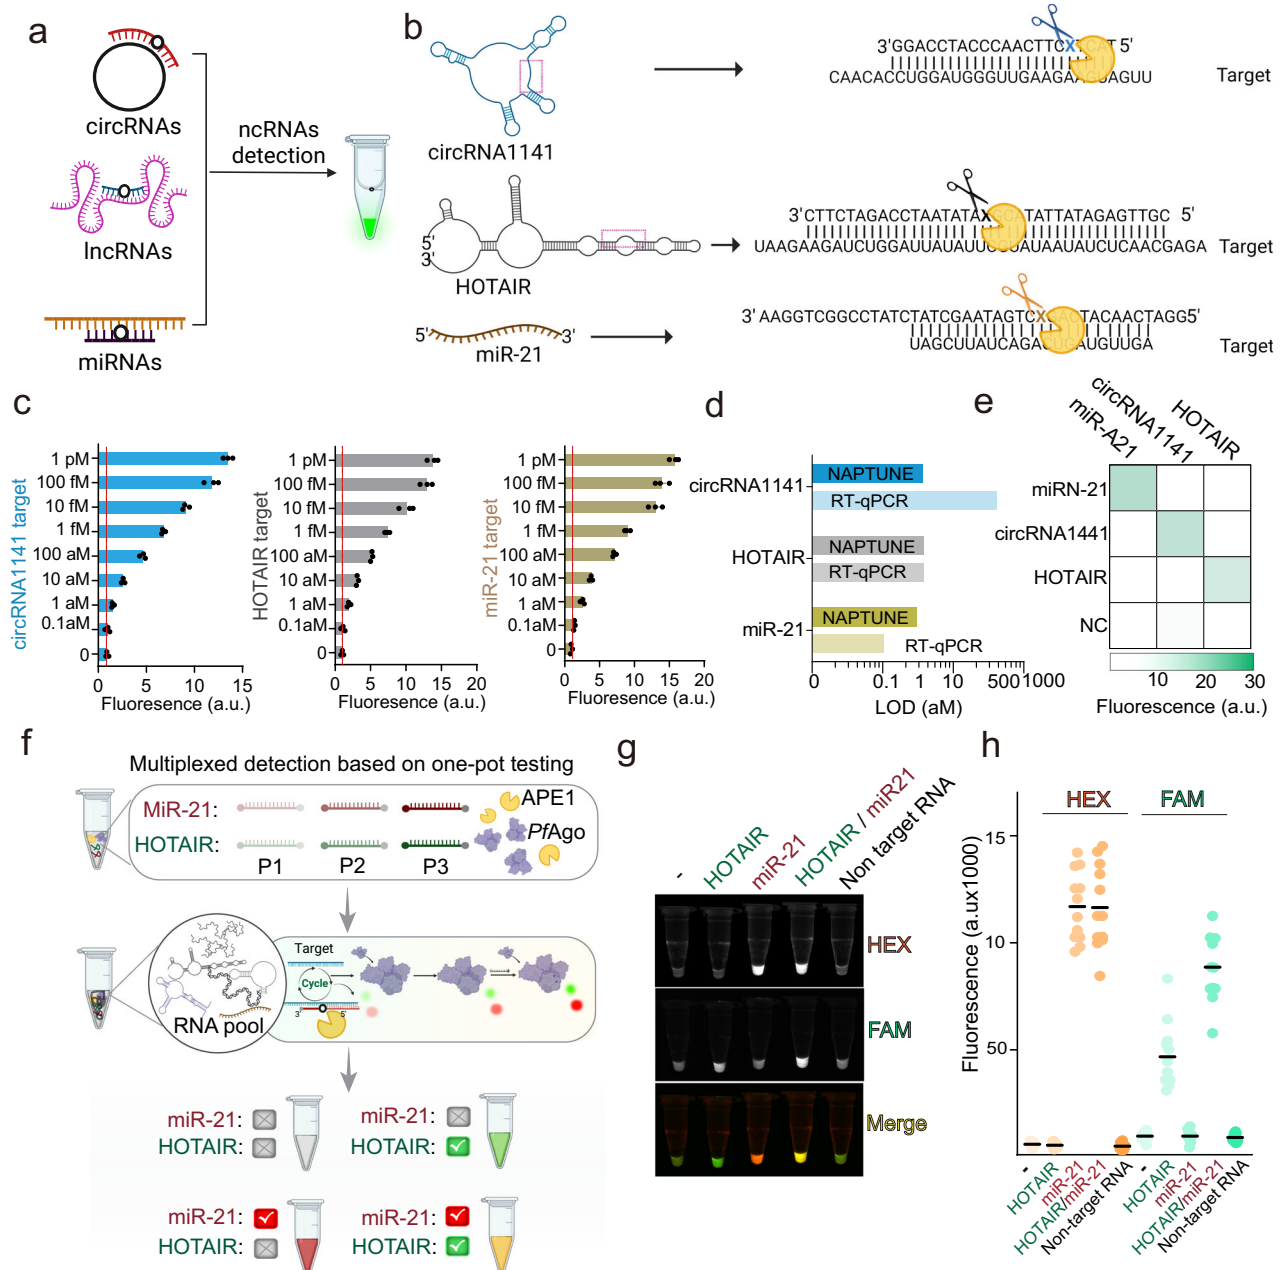 a
circRNAs
lncRNAs
miRNAs
ncRNAs
detection
b
circRNA1141
5'
3'
HOTAIR
5'
3'
miR-21
3'GGACCTACCCAACTTCXTCAT 5'
Target
3'CTTCTAGACCTAATATAX
TATTATAGAGTTGC 5'
Target
3' AAGGTCGGCCTATCTATCGAATAGTCX
TACAACTAGG5'
Target
c
circRNA1141 target
1 pM
100 fM
10 fM
1 fM
100 aM
10 aM
1 aM
0.1aM
0
0 5 10 15
Fluoresence (a.u.)
HOTAIR target
1 pM
100 fM
10 fM
1 fM
100 aM
10 aM
1 aM
0.1aM
0
0 5 10 15 20
Fluoresence (a.u.)
miR-21 target
1 pM
100 fM
10 fM
1 fM
100 aM
10 aM
1 aM
0.1aM
0
0 5 10 15 20
Fluoresence (a.u.)
d
circRNA1141
NAPTUNE
RT-qPCR
HOTAIR
NAPTUNE
RT-qPCR
miR-21
NAPTUNE
RT-qPCR
0 0.1 1 10 500 1000
LOD (aM)
e
miR-A21
circRNA1141
HOTAIR
miRN-21
circRNA1441
HOTAIR
NC
10 20 30
Fluorescence (a.u.)
f
Multiplexed detection based on one-pot testing
MiR-21:
HOTAIR:
P1 P2 P3
APE1
PfAgo
RNA pool
Target
Cycle
3' 5'
miR-21:
HOTAIR:
miR-21:
HOTAIR:
miR-21:
HOTAIR:
miR-21:
HOTAIR:
g
-
HOTAIR
miR-21
HOTAIR / miR21
Non target RNA
HEX
FAM
Merge
h
HEX FAM
Fluorescence (a.ux1000)
15
10
50
-
HOTAIR
miR-21
HOTAIR/miR-21
Non-target RNA
-
HOTAIR
miR-21
HOTAIR/miR-21
Non-target RNA